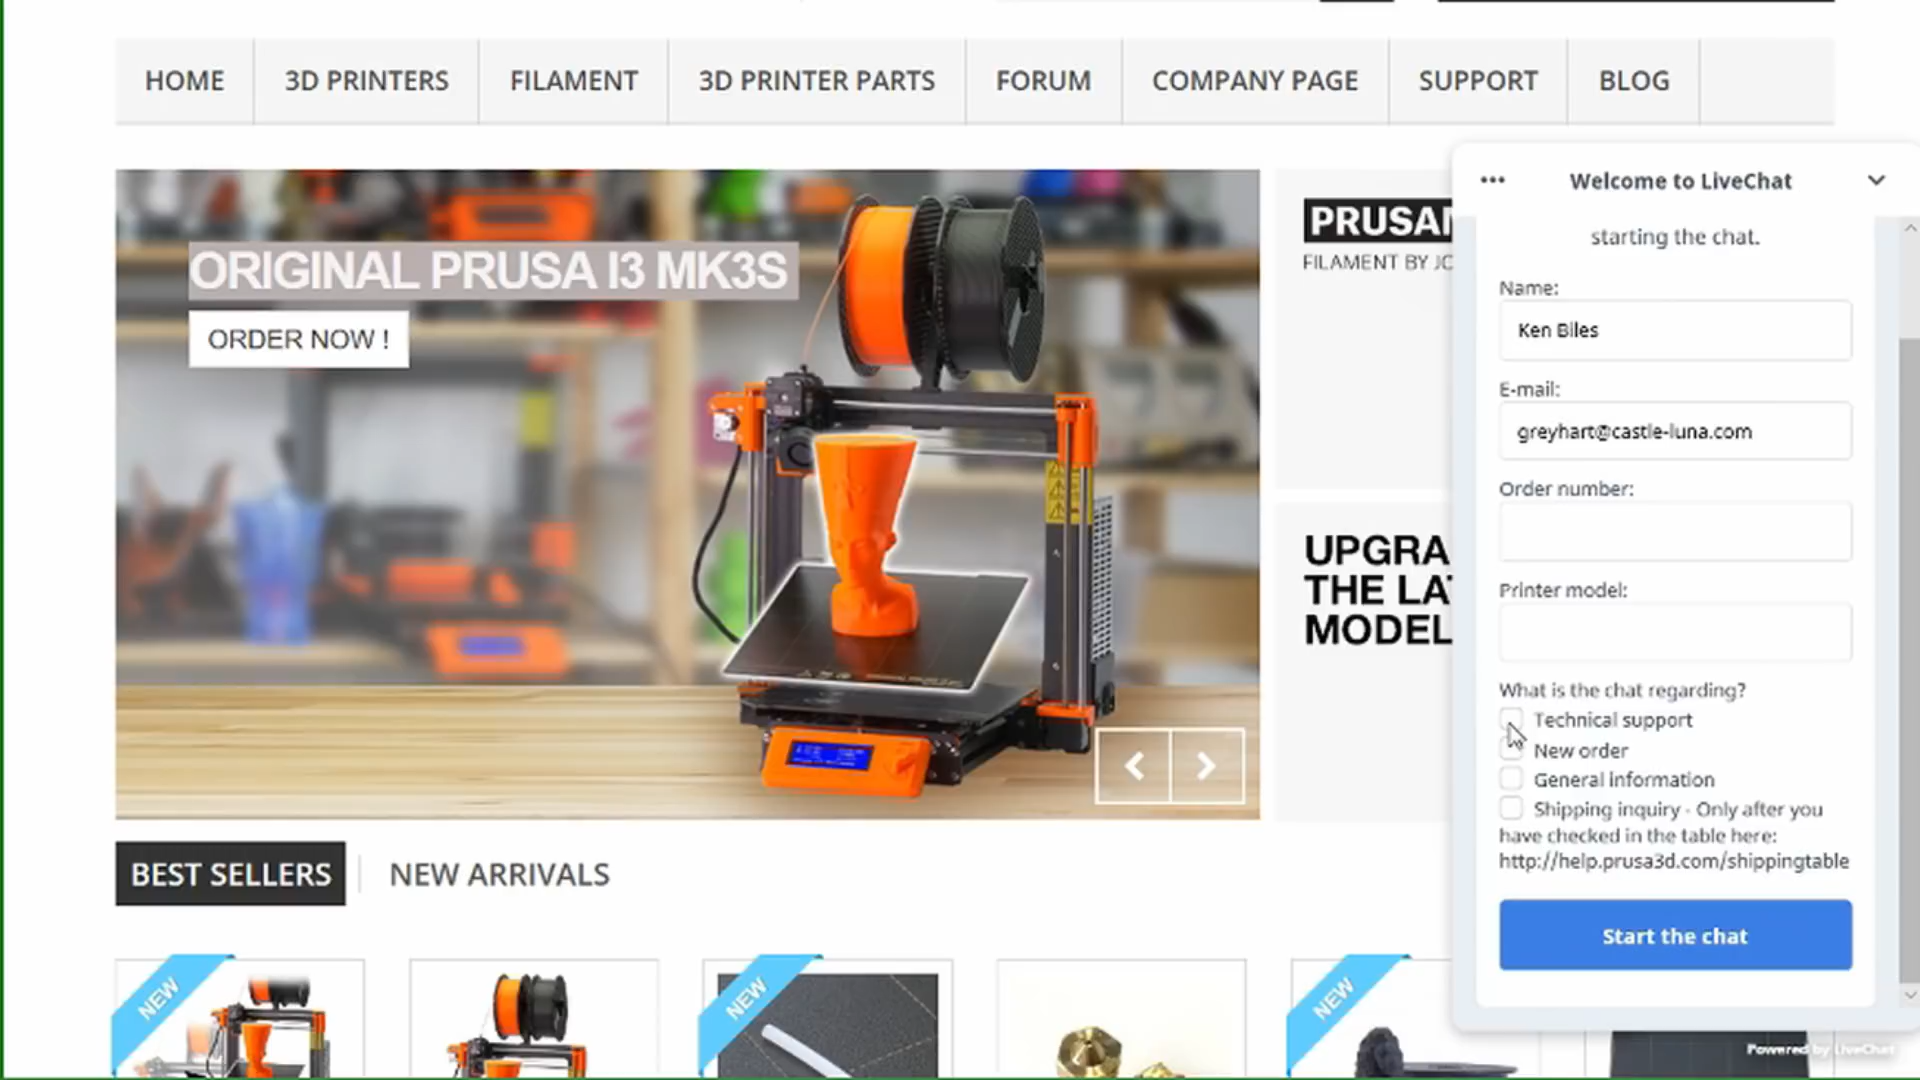 HOME
3D PRINTERS
FILAMENT
3D PRINTER PARTS
FORUM
COMPANY PAGE
SUPPORT
BLOG
ORIGINAL PRUSA I3 MK3S
ORDER NOW !
PRUSAM
FILAMENT BY JO
UPGRA
THE LAT
MODEL
Welcome to LiveChat
starting the chat.
Name:
Ken Biles
E-mail:
greyhart@castle-luna.com
Order number:
Printer model:
What is the chat regarding?
Technical support
New order
General information
Shipping inquiry - Only after you
have checked in the table here:
http://help.prusa3d.com/shippingtable
Start the chat
Powered by LiveChat
BEST SELLERS
NEW ARRIVALS
NEW
NEW
NEW